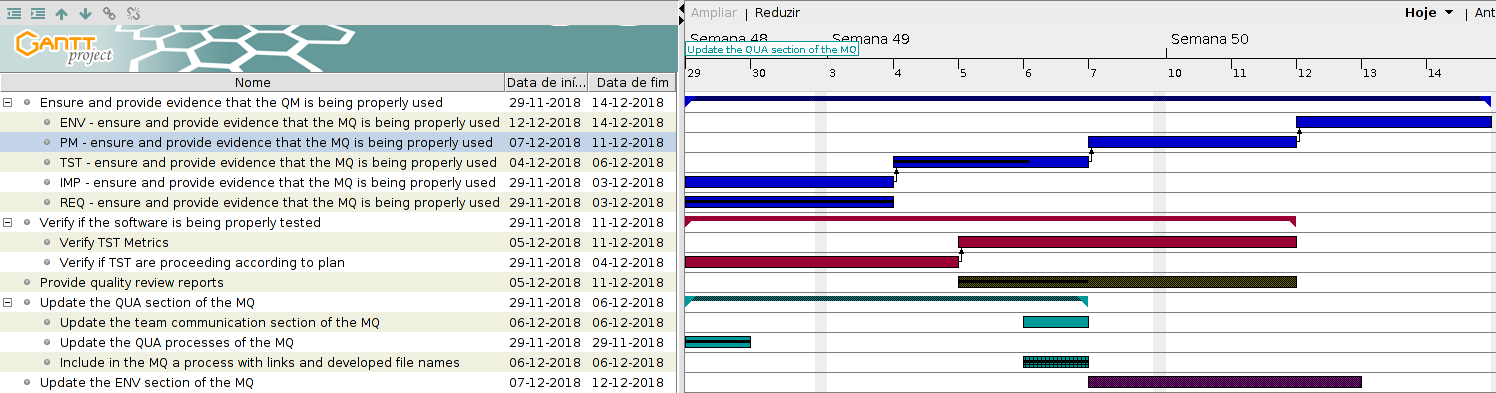 Ampliar | Reduzir
Hoje ▼ | Ant
GANTT
project
Semana 48
Semana 49
Semana 50
Update the QUA section of the MQ
29 30 3 4 5 6 7 10 11 12 13 14
Nome Data de iní... Data de fim
Ensure and provide evidence that the QM is being properly used 29-11-2018 14-12-2018
ENV - ensure and provide evidence that the MQ is being properly used 12-12-2018 14-12-2018
PM - ensure and provide evidence that the MQ is being properly used 07-12-2018 11-12-2018
TST - ensure and provide evidence that the MQ is being properly used 04-12-2018 06-12-2018
IMP - ensure and provide evidence that the MQ is being properly used 29-11-2018 03-12-2018
REQ - ensure and provide evidence that the MQ is being properly used 29-11-2018 03-12-2018
Verify if the software is being properly tested 29-11-2018 11-12-2018
Verify TST Metrics 05-12-2018 11-12-2018
Verify if TST are proceeding according to plan 29-11-2018 04-12-2018
Provide quality review reports 05-12-2018 11-12-2018
Update the QUA section of the MQ 29-11-2018 06-12-2018
Update the team communication section of the MQ 06-12-2018 06-12-2018
Update the QUA processes of the MQ 29-11-2018 29-11-2018
Include in the MQ a process with links and developed file names 06-12-2018 06-12-2018
Update the ENV section of the MQ 07-12-2018 12-12-2018